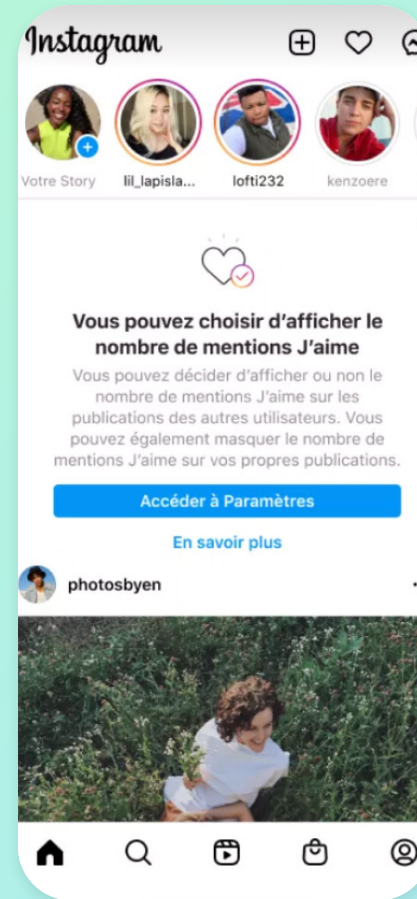 Instagram
Votre Story lil_lapisla... lofti232 kenzoere
Vous pouvez choisir d'afficher le
nombre de mentions J'aime
Vous pouvez décider d'afficher ou non le
nombre de mentions J'aime sur les
publications des autres utilisateurs. Vous
pouvez également masquer le nombre de
mentions J'aime sur vos propres publications.
Accéder à Paramètres
En savoir plus
photosbyen